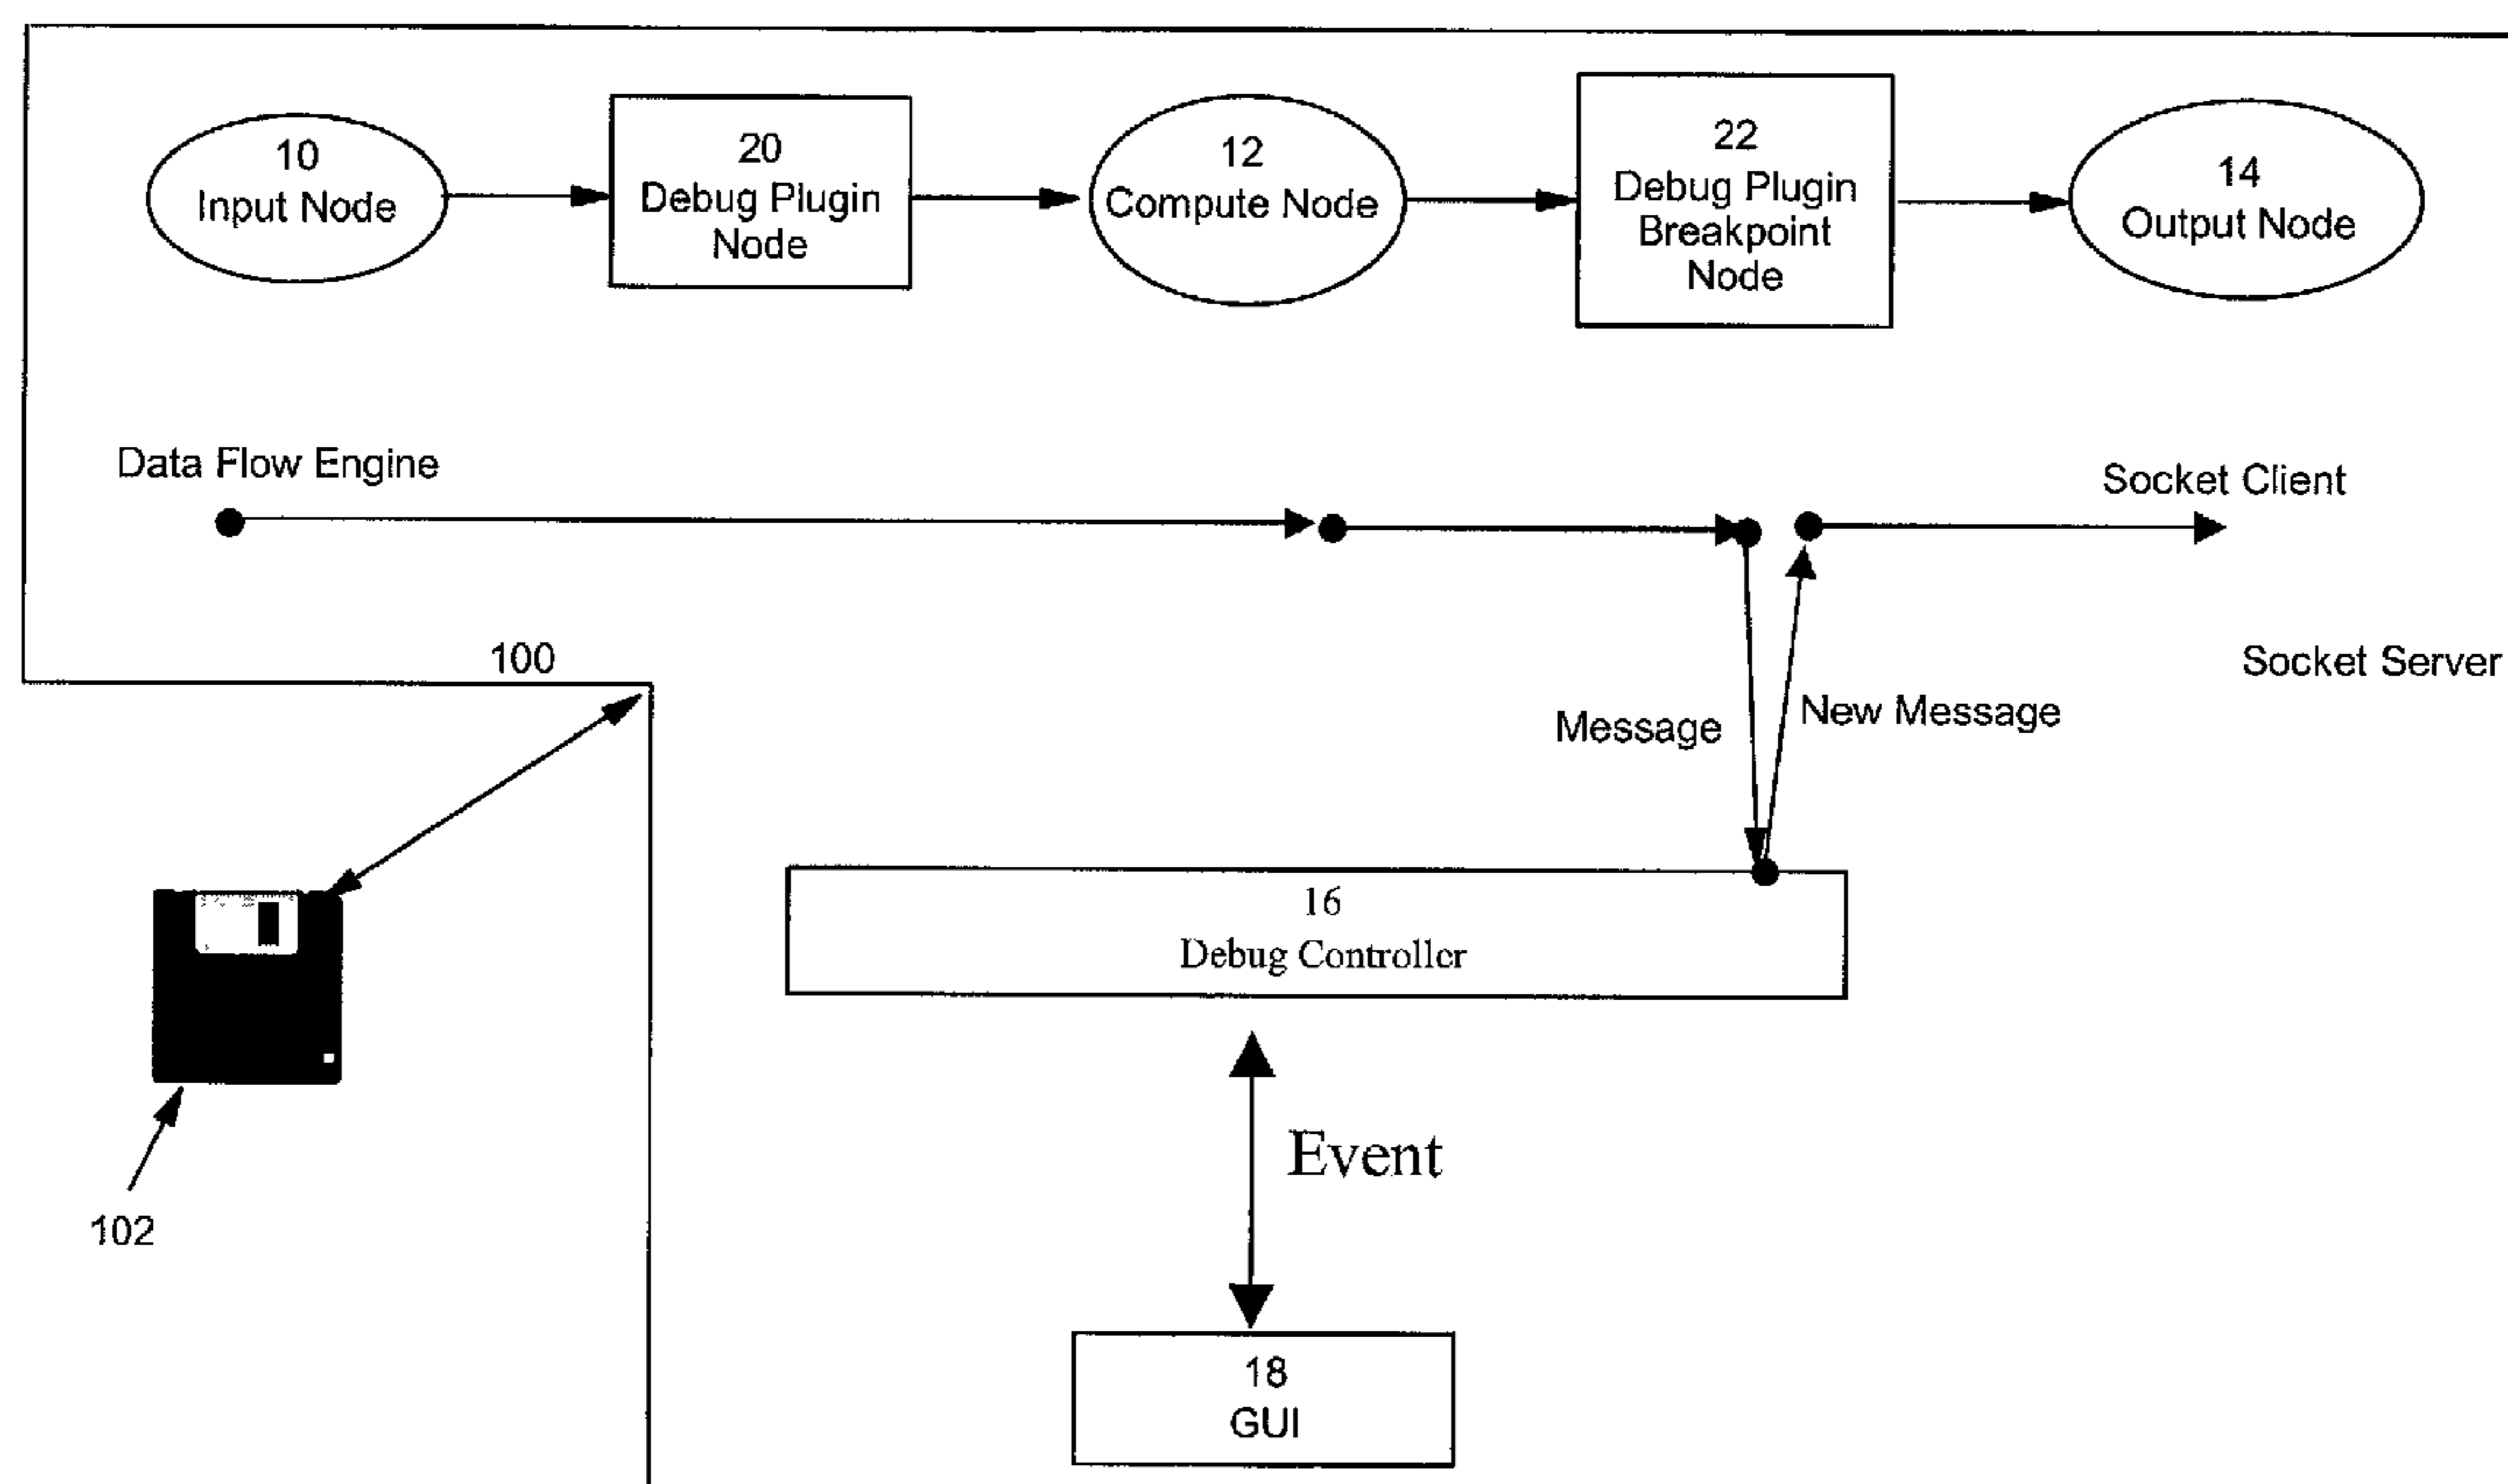 10
Input Node
20
Debug Plugin
Node
12
Compute Node
22
Debug Plugin
Breakpoint
Node
14
Output Node
Data Flow Engine
Socket Client
Socket Server
100
Message
New Message
16
Debug Controller
Event
102
18
GUI